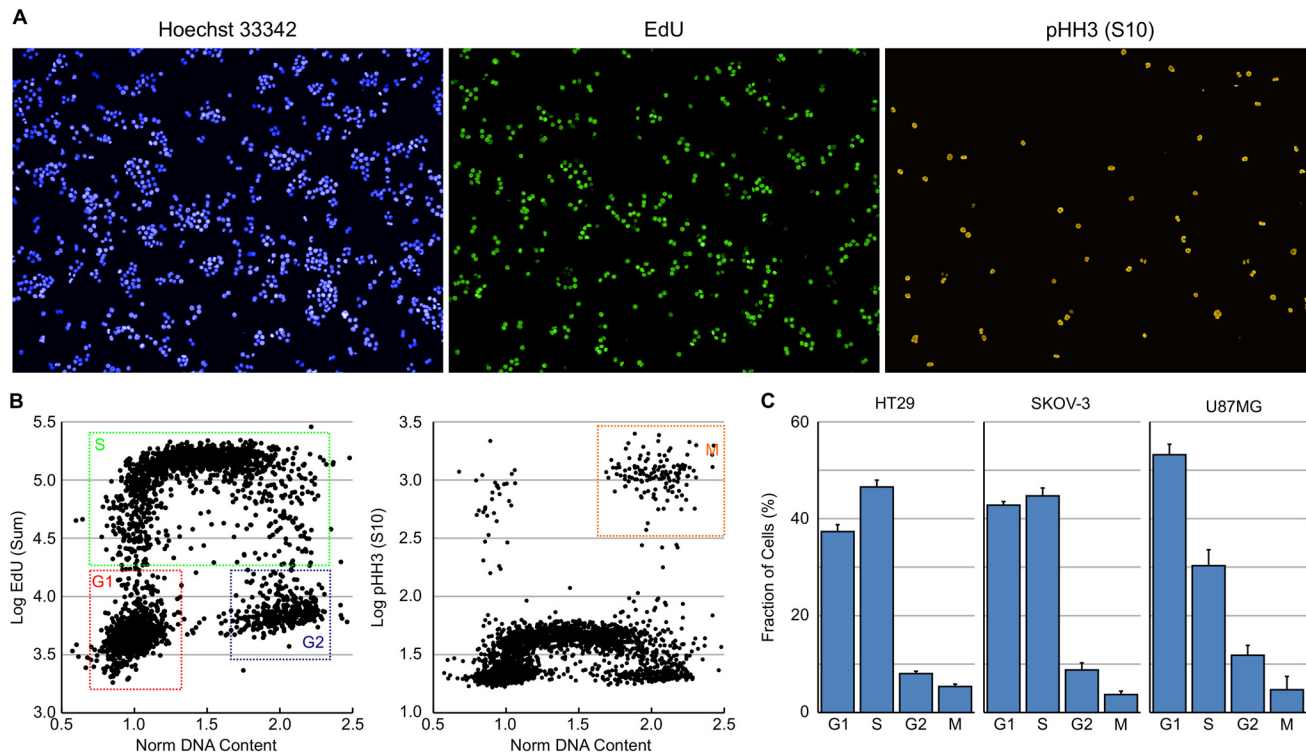 A
Hoechst 33342
EdU
pHH3 (S10)
B
5.5
5.0
4.5
4.0
3.5
3.0
Log EdU (Sum)
S
G1
G2
0.5 1.0 1.5 2.0 2.5
Norm DNA Content
3.5
3.0
2.5
2.0
1.5
1.0
Log pHH3 (S10)
M
0.5 1.0 1.5 2.0 2.5
Norm DNA Content
C
HT29
SKOV-3
U87MG
60
40
20
0
Fraction of Cells (%)
G1 S G2 M
G1 S G2 M
G1 S G2 M